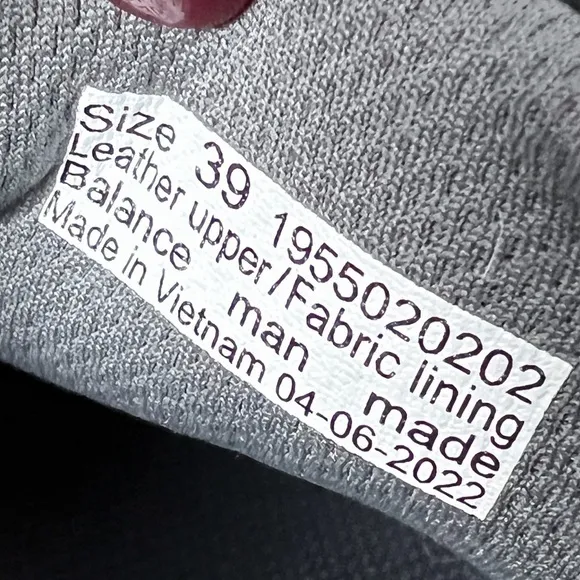 Size 39 1955020202
Leather upper/Fabric lining
Balance man made
Made in Vietnam 04-06-2022